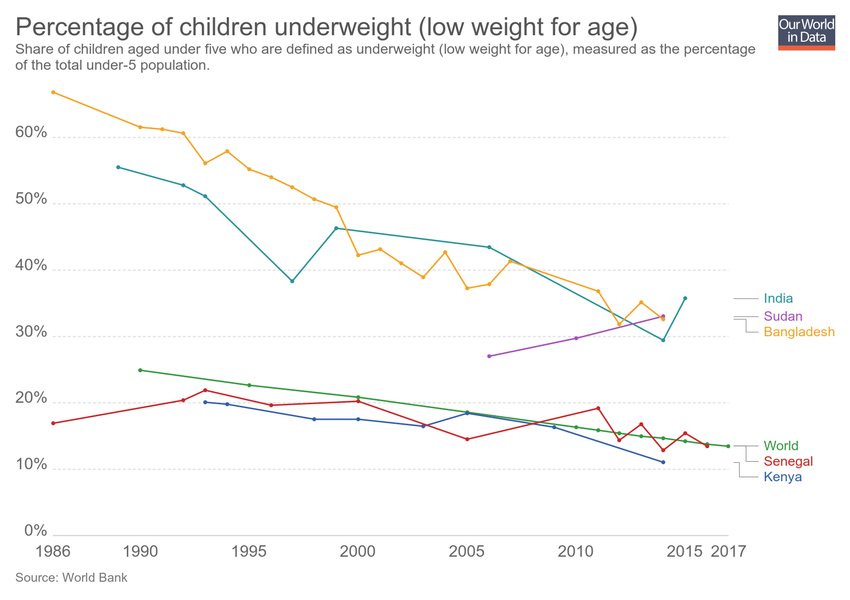 Percentage of children underweight (low weight for age)
Our World
in Data
Share of children aged under five who are defined as underweight (low weight for age), measured as the percentage
of the total under-5 population.
60%
50%
40%
30%
20%
10%
0%
India
Sudan
Bangladesh
World
Senegal
Kenya
1986 1990 1995 2000 2005 2010 2015 2017
Source: World Bank